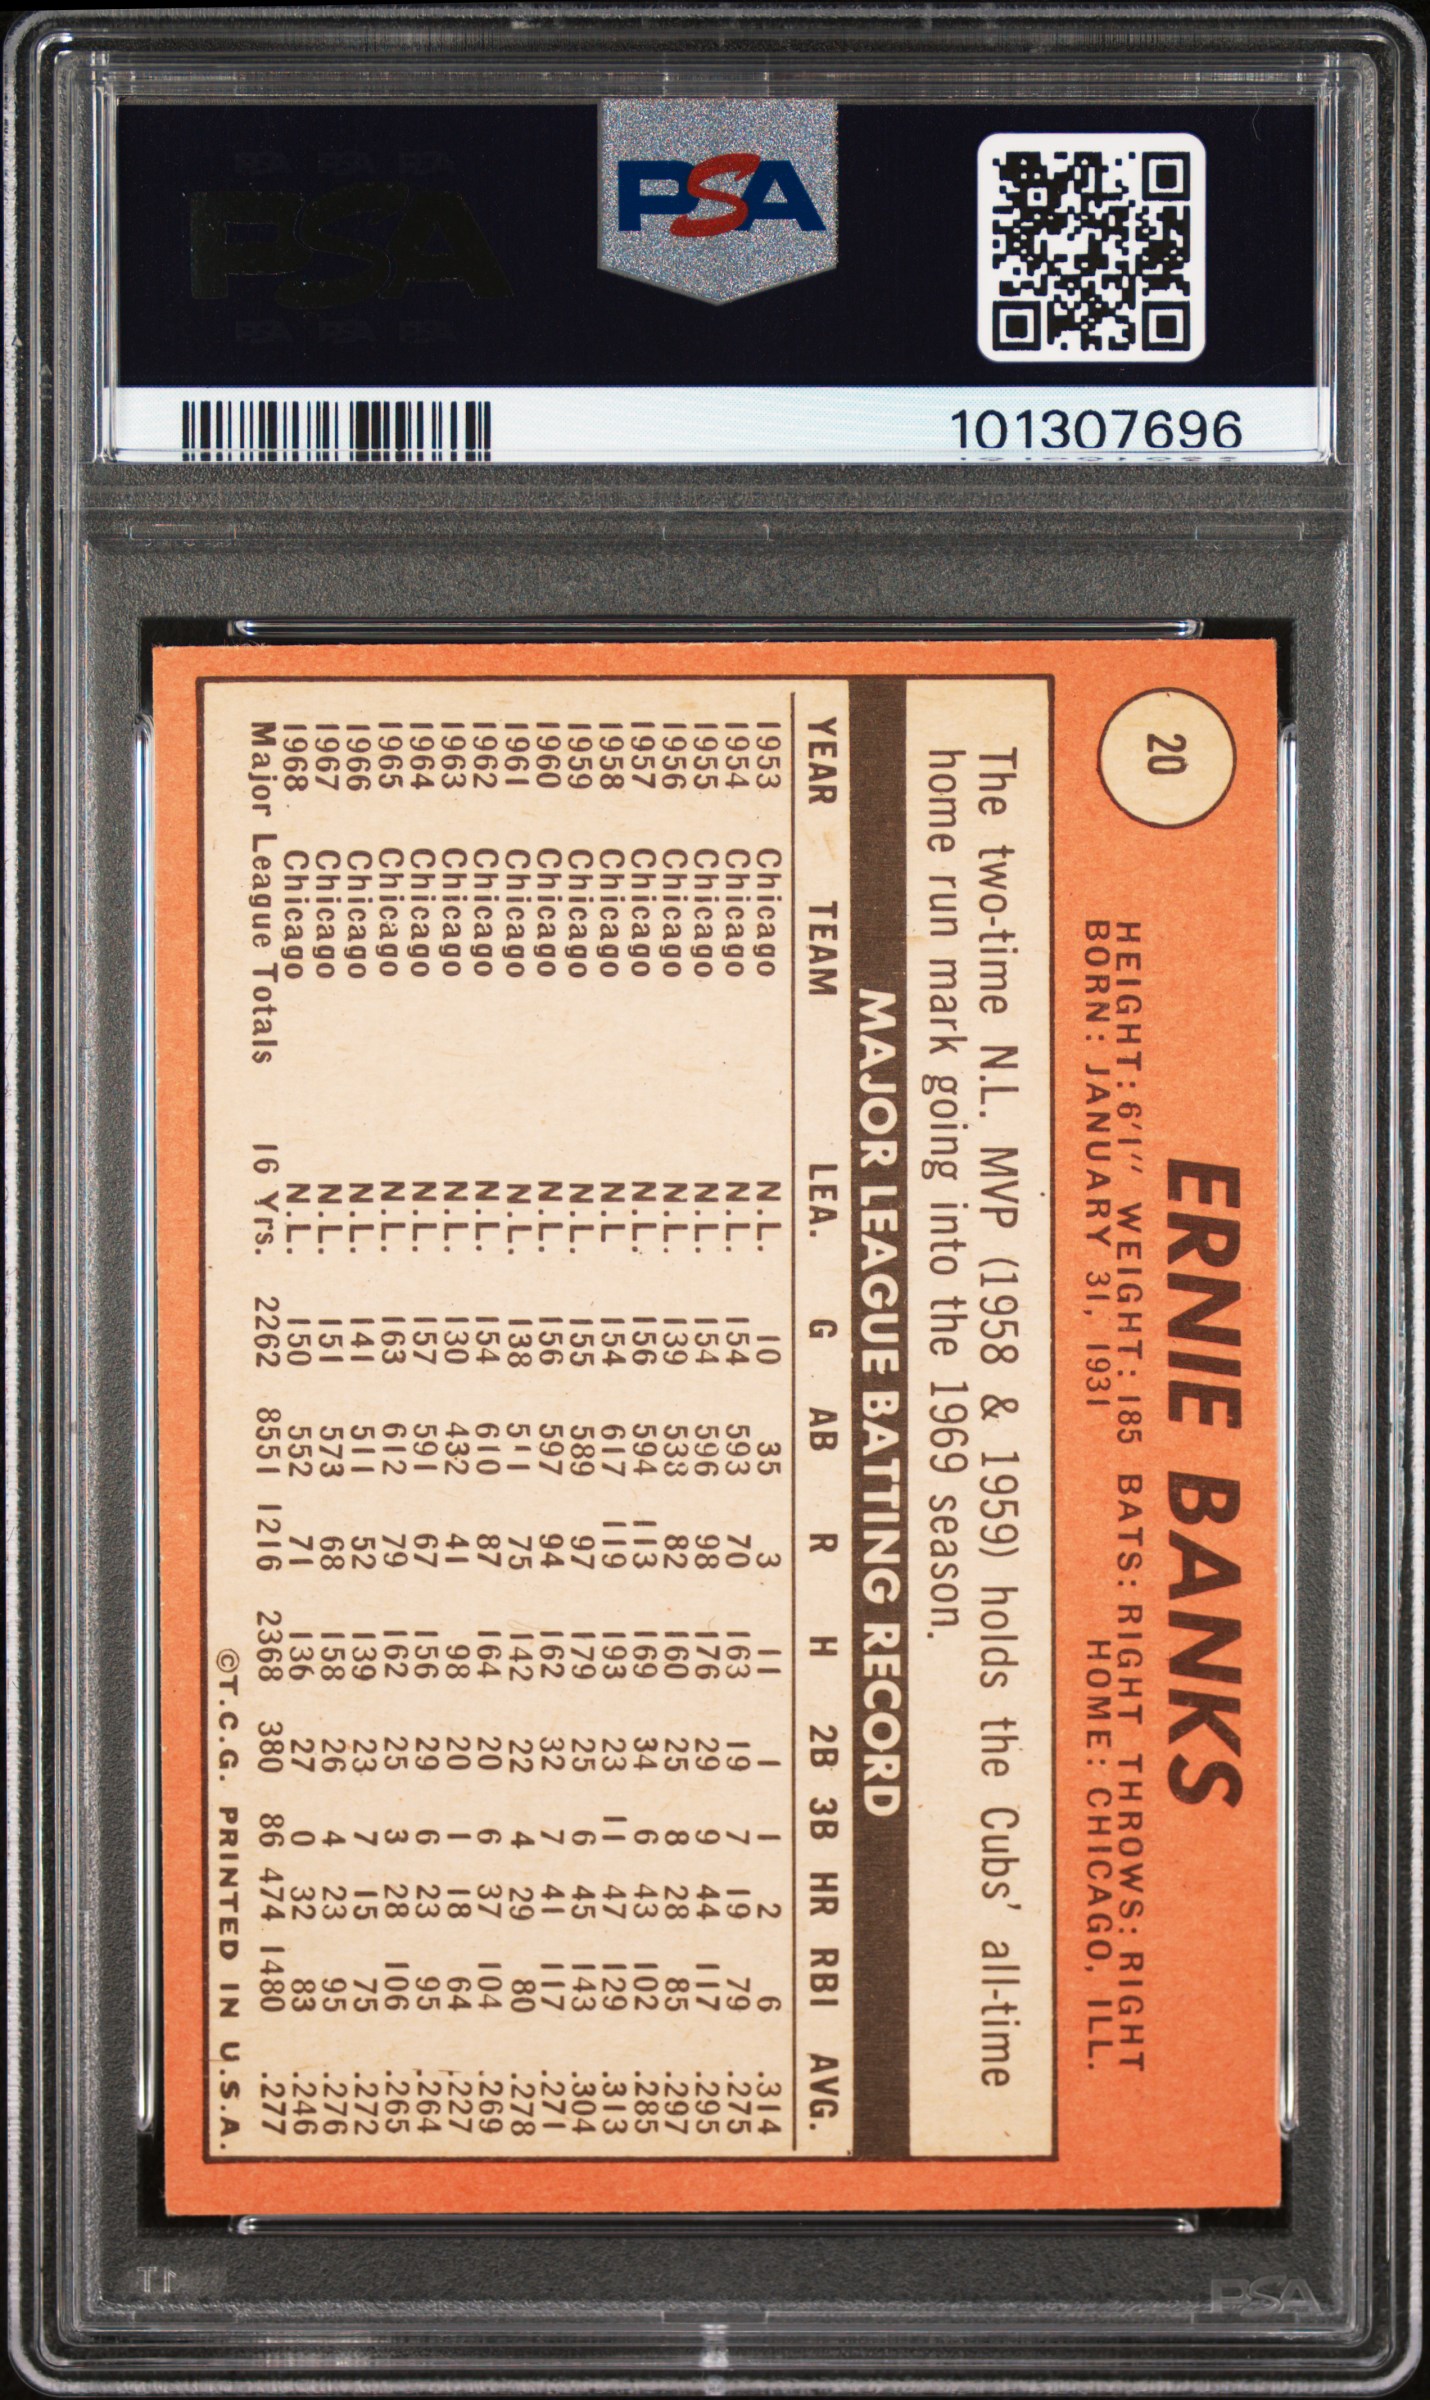 PSA
101307696
20
ERNIE BANKS
HEIGHT: 6'1" WEIGHT: 185 BATS: RIGHT THROWS: RIGHT
BORN: JANUARY 31, 1931 HOME: CHICAGO, ILL.
The two-time N.L. MVP (1958 & 1959) holds the Cubs' all-time
home run mark going into the 1969 season.
MAJOR LEAGUE BATTING RECORD
YEAR TEAM LEA. G AB R H 2B 3B HR RBI AVG.
1953 Chicago N.L. 10 35 3 11 1 1 2 6 .314
1954 Chicago N.L. 154 593 70 163 19 7 19 79 .275
1955 Chicago N.L. 154 596 98 176 29 9 44 117 .295
1956 Chicago N.L. 139 538 82 160 25 8 28 85 .297
1957 Chicago N.L. 156 594 113 169 34 6 43 102 .285
1958 Chicago N.L. 154 617 119 193 23 11 47 129 .313
1959 Chicago N.L. 155 589 97 179 25 6 45 143 .304
1960 Chicago N.L. 156 597 94 162 32 7 41 117 .271
1961 Chicago N.L. 138 511 75 142 22 4 29 80 .278
1962 Chicago N.L. 154 610 87 164 20 6 37 104 .269
1963 Chicago N.L. 130 432 41 98 20 1 18 64 .227
1964 Chicago N.L. 157 591 67 156 29 6 23 95 .264
1965 Chicago N.L. 163 612 79 162 25 3 28 106 .265
1966 Chicago N.L. 141 511 52 139 23 7 15 75 .272
1967 Chicago N.L. 151 573 68 158 26 4 23 95 .276
1968 Chicago N.L. 150 552 71 136 27 0 32 83 .246
Major League Totals 16 Yrs. 2262 8551 1216 2368 380 86 474 1480 .277
©T.C.G. PRINTED IN U.S.A.
PSA